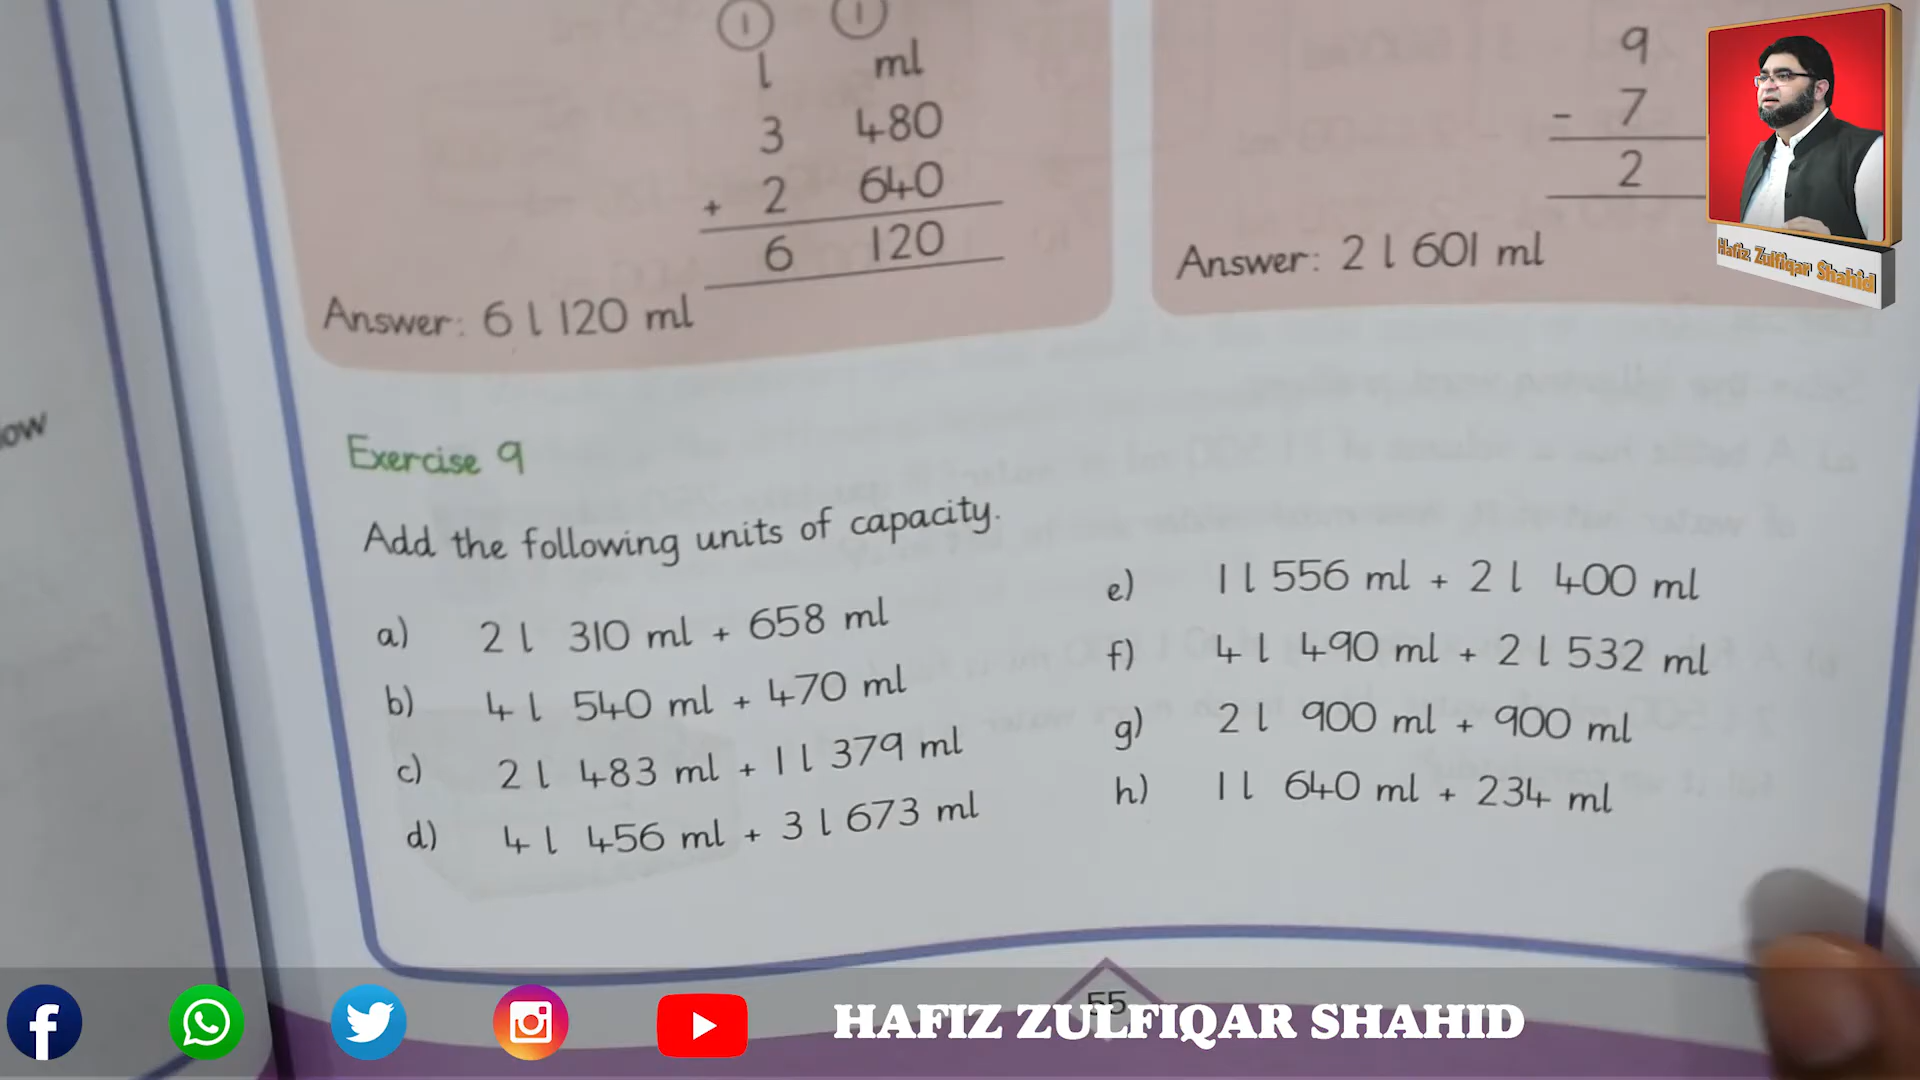 1 1
l ml
3 480
+ 2 640
6 120
Answer: 6 l 120 ml
9
- 7
2
Answer: 2 l 601 ml
Hafiz Zulfiqar Shahid
ow
Exercise 9
Add the following units of capacity.
a) 2 l 310 ml + 658 ml
b) 4 l 540 ml + 470 ml
c) 2 l 483 ml + 1 l 379 ml
d) 4 l 456 ml + 3 l 673 ml
e) 1 l 556 ml + 2 l 400 ml
f) 4 l 490 ml + 2 l 532 ml
g) 2 l 900 ml + 900 ml
h) 1 l 640 ml + 234 ml
55
HAFIZ ZULFIQAR SHAHID